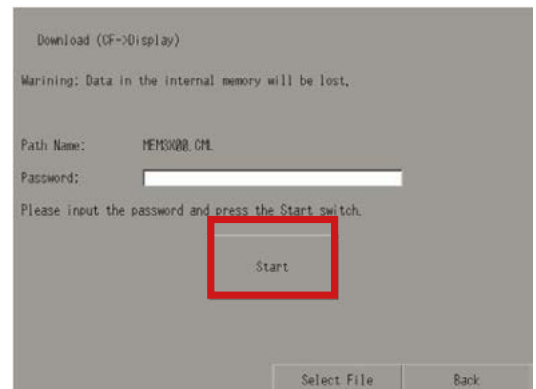 Download (CF->Display)
Warining: Data in the internal memory will be lost.
Path Name: MEM3X00.CML
Password:
Please input the password and press the Start switch.
Start
Select File Back